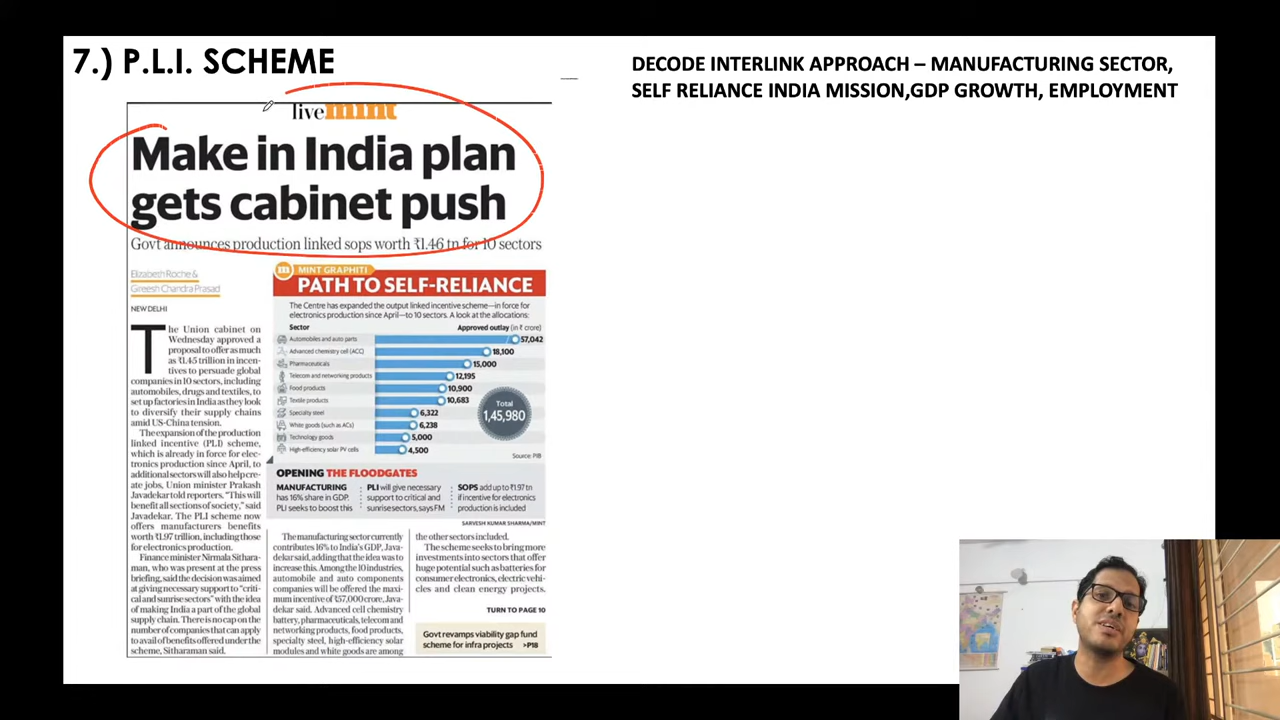 7.) P.L.I. SCHEME
DECODE INTERLINK APPROACH – MANUFACTURING SECTOR,
SELF RELIANCE INDIA MISSION,GDP GROWTH, EMPLOYMENT
livemint
Make in India plan
gets cabinet push
Govt announces production linked sops worth ₹1.46 tn for 10 sectors
Elizabeth Roche &
Gireesh Chandra Prasad
NEW DELHI
The Union cabinet on
Wednesday approved a
proposal to offer as much
as ₹1.45 trillion in incen-
tives to persuade global
companies in 10 sectors, including
automobiles, drugs and textiles, to
set up factories in India as they look
to diversify their supply chains
amid US-China tension.
The expansion of the production
linked incentive (PLI) scheme,
which is already in force for elec-
tronics production since April, to
additional sectors will also help cre-
ate jobs, Union minister Prakash
Javadekar told reporters. “This will
benefit all sections of society,” said
Javadekar. The PLI scheme now
offers manufacturers benefits
worth ₹1.97 trillion, including those
for electronics production.
Finance minister Nirmala Sithara-
man, who was present at the press
briefing, said the decision was aimed
at giving necessary support to “criti-
cal and sunrise sectors” with the idea
of making India a part of the global
supply chain. There is no cap on the
number of companies that can apply
to avail of benefits offered under the
scheme, Sitharaman said.
m MINT GRAPHITI
PATH TO SELF-RELIANCE
The Centre has expanded the output linked incentive scheme—in force for
electronics production since April—to 10 sectors. A look at the allocations:
Sector Approved outlay (in ₹ crore)
Automobiles and auto parts 57,042
Advanced chemistry cell (ACC) 18,100
Pharmaceuticals 15,000
Telecom and networking products 12,195
Food products 10,900
Textile products 10,683
Specialty steel 6,322
White goods (such as ACs) 6,238
Technology goods 5,000
High-efficiency solar PV cells 4,500
Total
1,45,980
Source: PIB
OPENING THE FLOODGATES
MANUFACTURING
has 16% share in GDP.
PLI seeks to boost this
PLI will give necessary
support to critical and
sunrise sectors, says FM
SOPS add up to ₹1.97 tn
if incentive for electronics
production is included
SARVESH KUMAR SHARMA/MINT
The manufacturing sector currently
contributes 16% to India's GDP, Java-
dekar said, adding that the idea was to
increase this. Among the 10 industries,
automobile and auto components
companies will be offered the maxi-
mum incentive of ₹57,000 crore, Java-
dekar said. Advanced cell chemistry
battery, pharmaceuticals, telecom and
networking products, food products,
specialty steel, high-efficiency solar
modules and white goods are among
the other sectors included.
The scheme seeks to bring more
investments into sectors that offer
huge potential such as batteries for
consumer electronics, electric vehi-
cles and clean energy projects.
TURN TO PAGE 10
Govt revamps viability gap fund
scheme for infra projects >P18